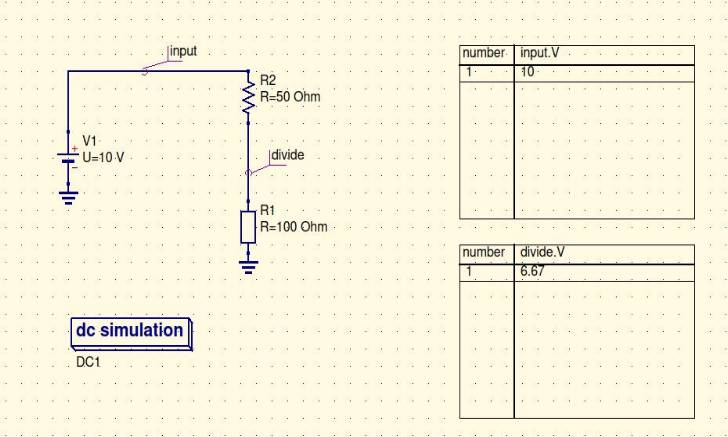 input
R2
R=50 Ohm
V1
U=10 V
divide
R1
R=100 Ohm
dc simulation
DC1
number input.V
1 10
number divide.V
1 6.67